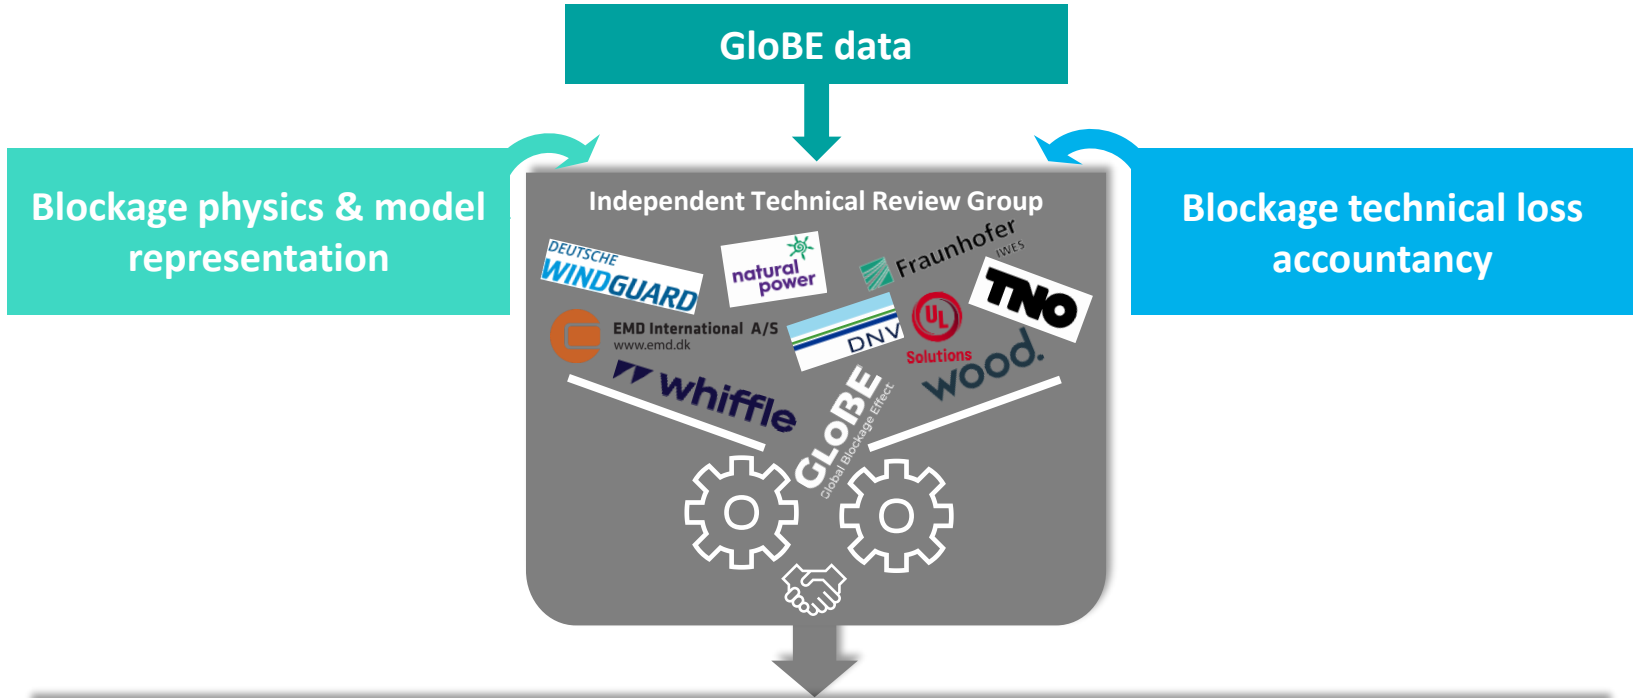 GloBE data
Blockage physics & model
representation
Blockage technical loss
accountancy
Independent Technical Review Group
DEUTSCHE
WINDGUARD
natural
power
Fraunhofer
IWES
TNO
EMD International A/S
www.emd.dk
DNV
UL
Solutions
wood.
whiffle
GLOBE
Global Blockage Effect